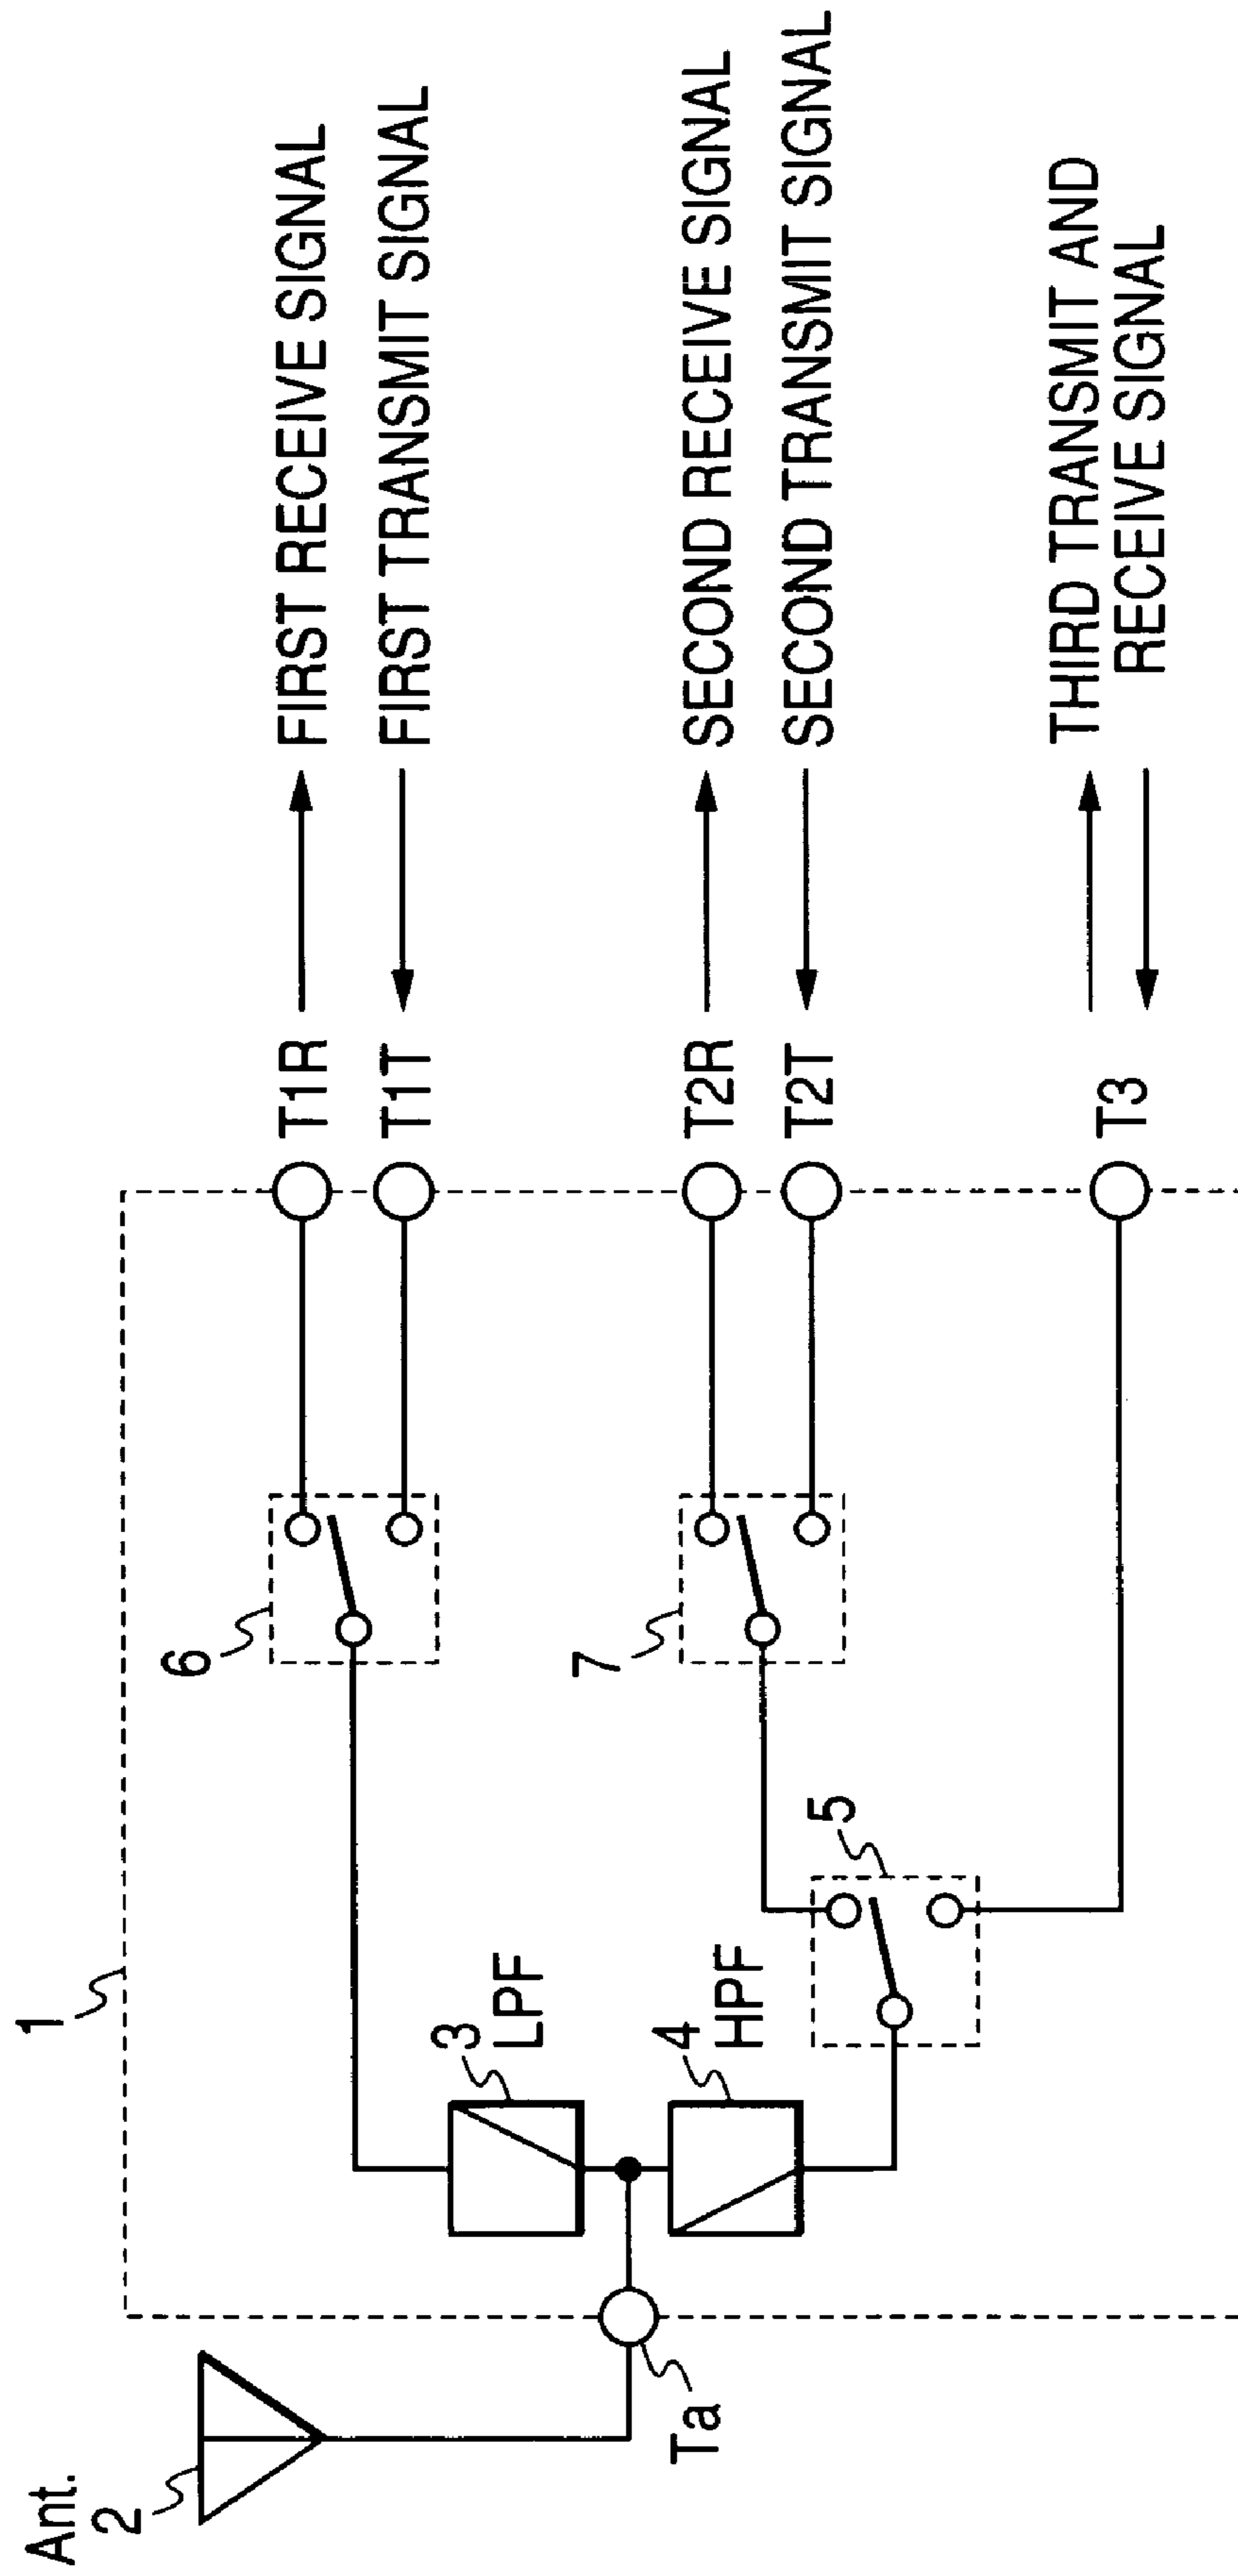 Ant.
2
1
Ta
3
LPF
4
HPF
5
6
7
T1R
FIRST RECEIVE SIGNAL
T1T
FIRST TRANSMIT SIGNAL
T2R
SECOND RECEIVE SIGNAL
T2T
SECOND TRANSMIT SIGNAL
T3
THIRD TRANSMIT AND
RECEIVE SIGNAL